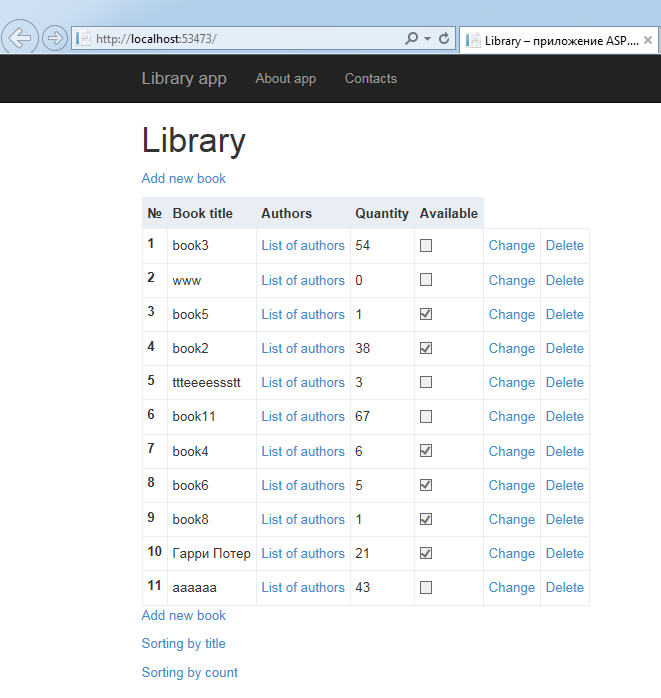 http://localhost:53473/
Library – приложение ASP....
Library app About app Contacts
Library
Add new book
№ Book title Authors Quantity Available
1 book3 List of authors 54 Change Delete
2 www List of authors 0 Change Delete
3 book5 List of authors 1 Change Delete
4 book2 List of authors 38 Change Delete
5 ttteeeessstt List of authors 3 Change Delete
6 book11 List of authors 67 Change Delete
7 book4 List of authors 6 Change Delete
8 book6 List of authors 5 Change Delete
9 book8 List of authors 1 Change Delete
10 Гарри Потер List of authors 21 Change Delete
11 aaaaaa List of authors 43 Change Delete
Add new book
Sorting by title
Sorting by count